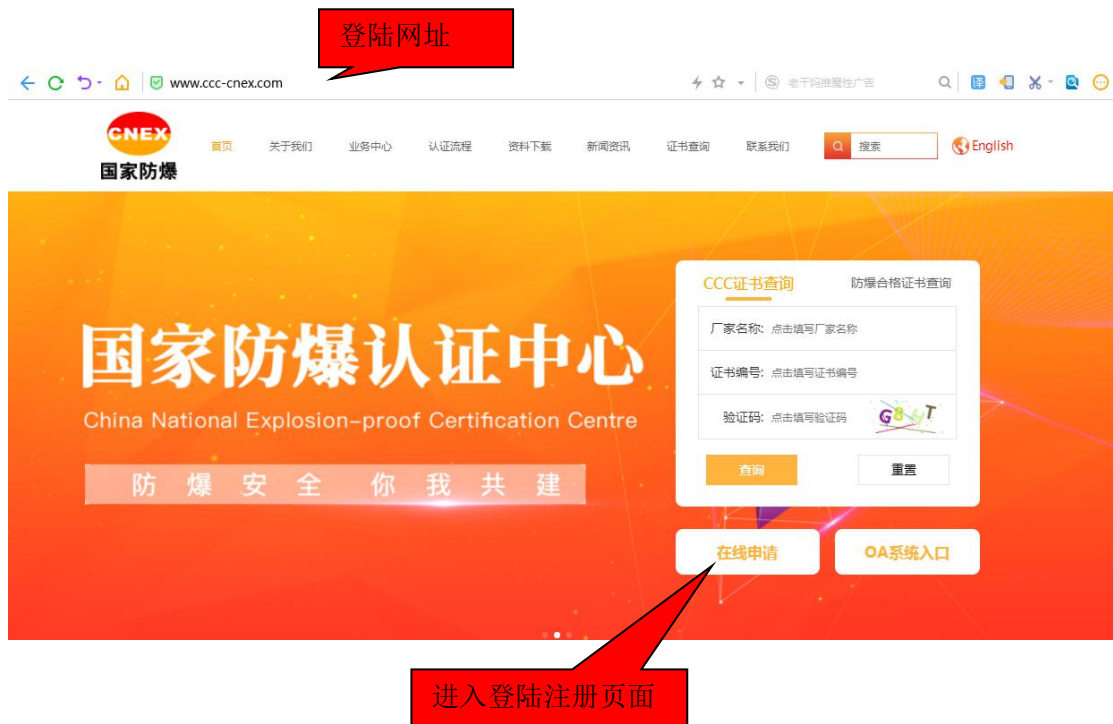 登陆网址
www.ccc-cnex.com
老干妈推魔性广告
译
CNEX
国家防爆
首页 关于我们 业务中心 认证流程 资料下载 新闻资讯 证书查询 联系我们 搜索 English
CCC证书查询 防爆合格证书查询
厂家名称: 点击填写厂家名称
证书编号: 点击填写证书编号
验证码: 点击填写验证码
查询 重置
国家防爆认证中心
China National Explosion-proof Certification Centre
防爆安全 你我共建
在线申请 OA系统入口
进入登陆注册页面